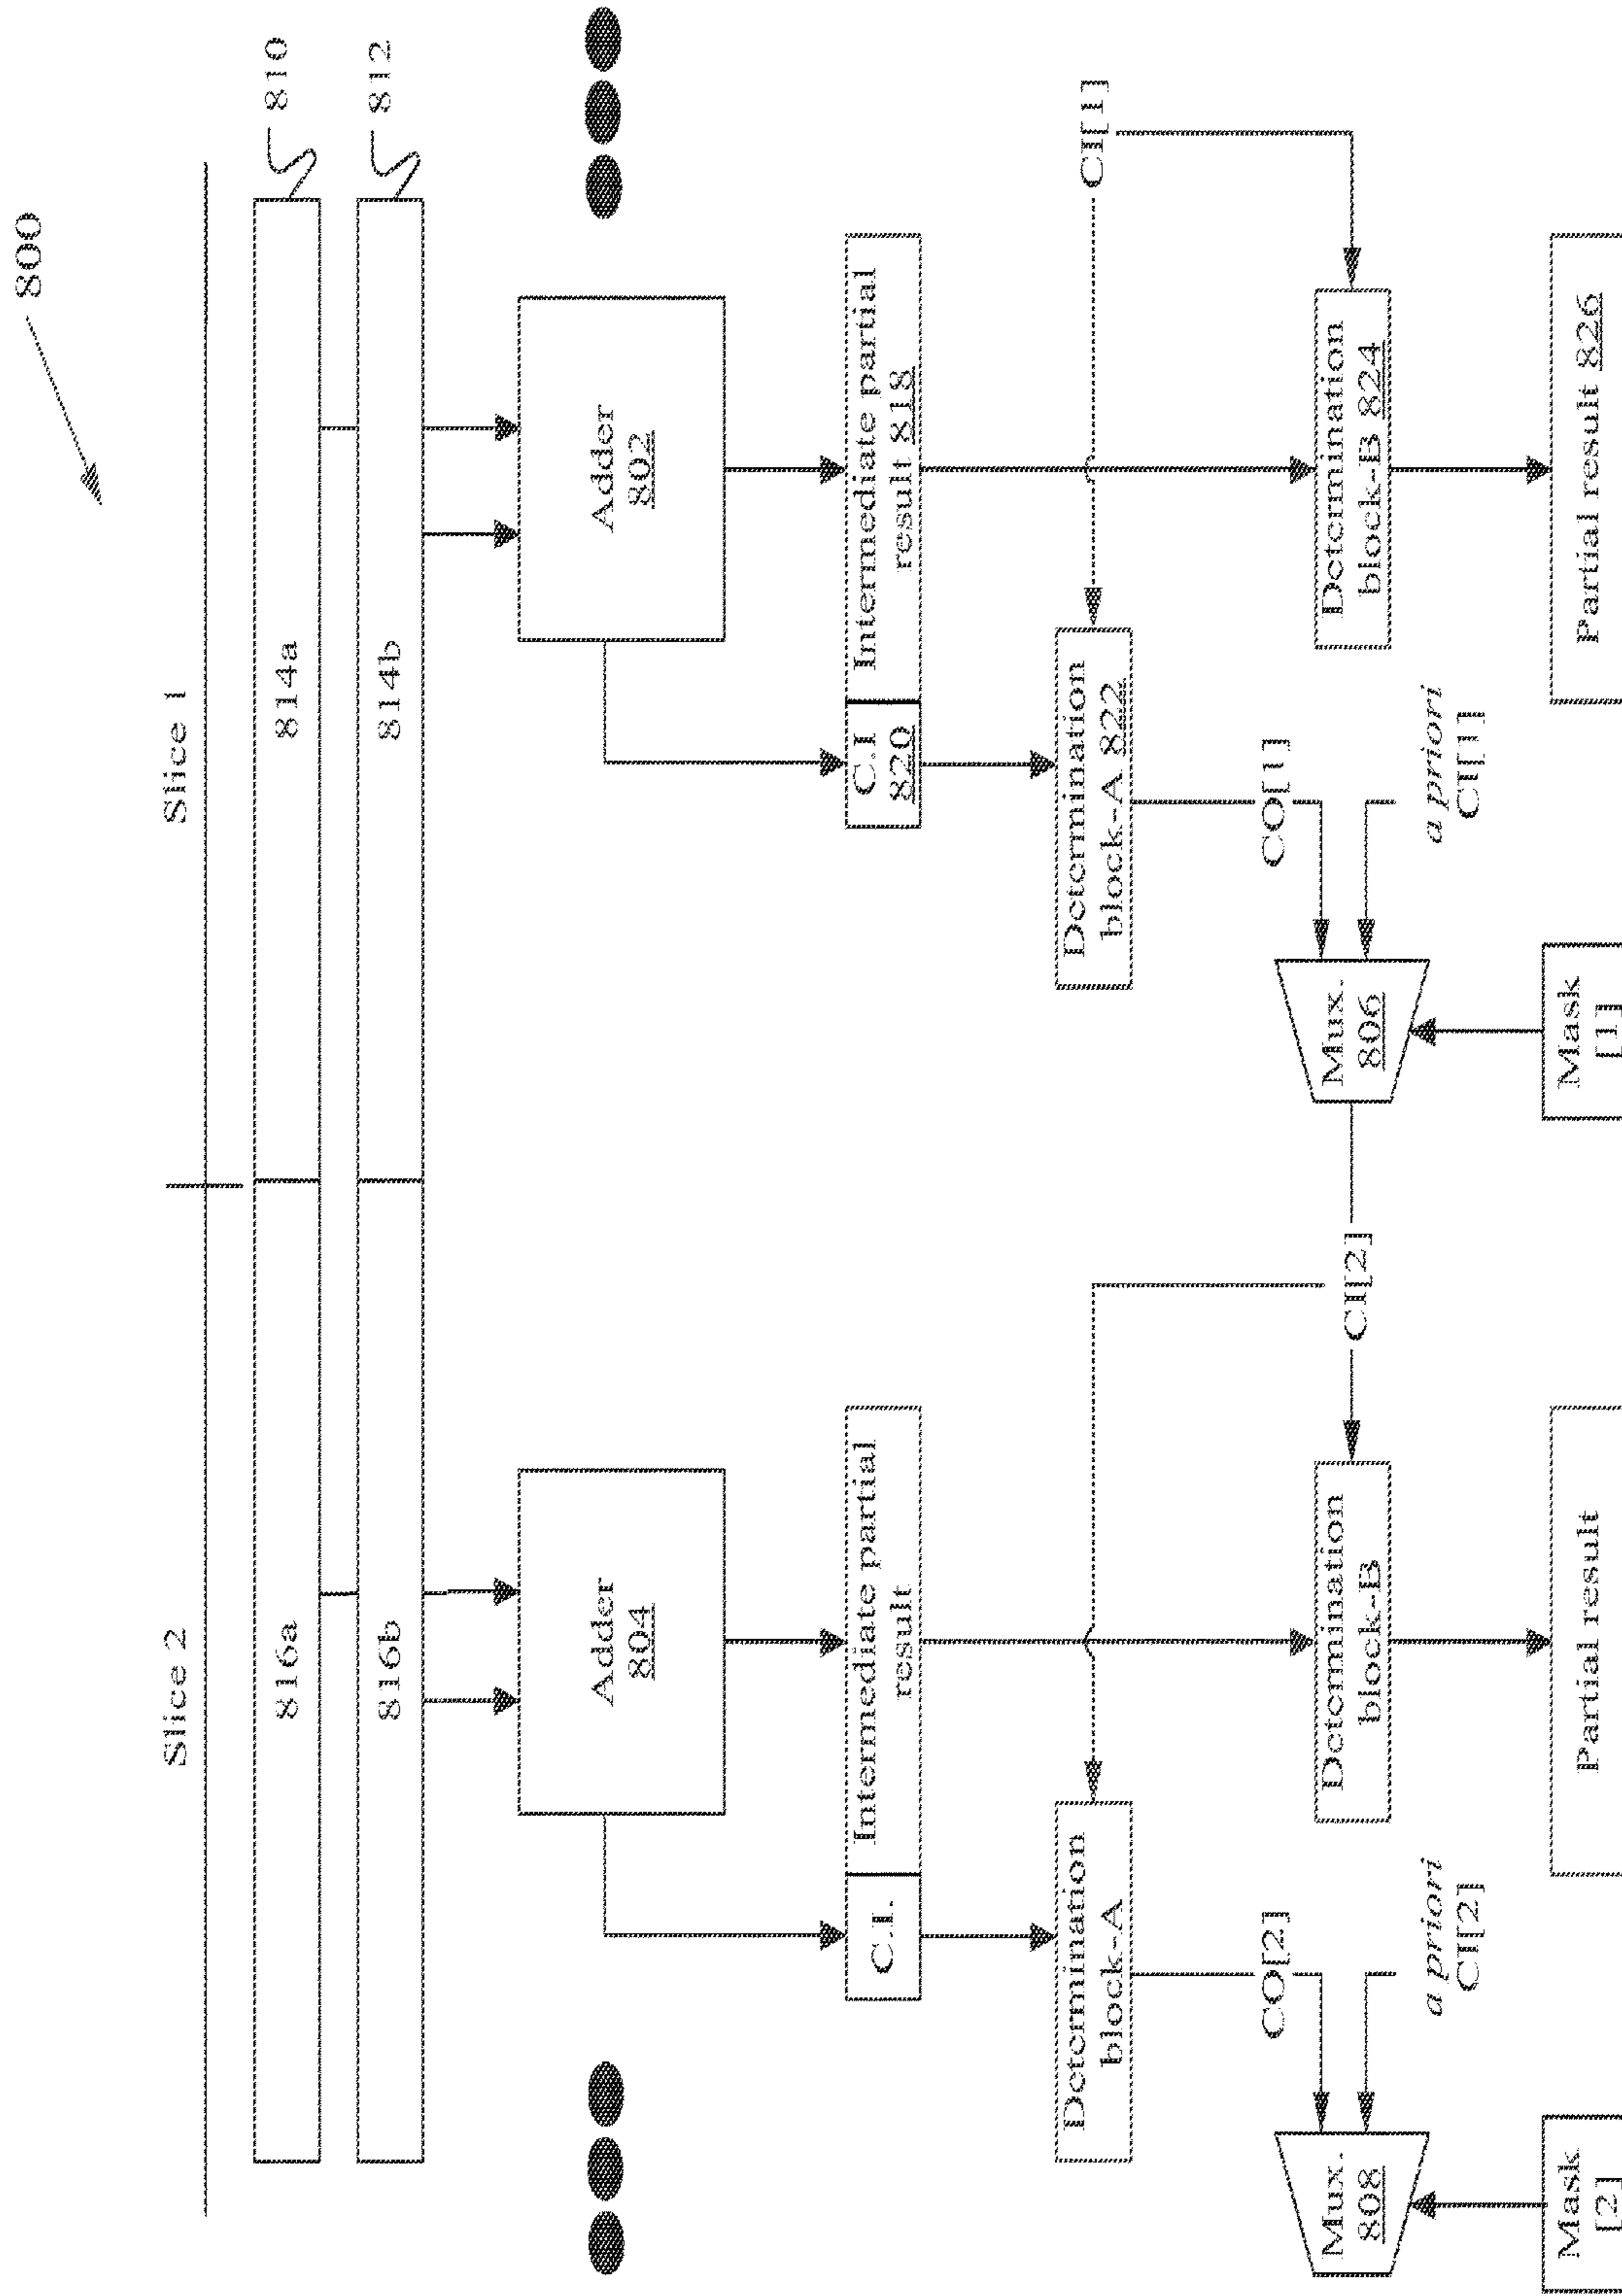 800
Slice 2
Slice 1
816a
814a
810
816b
814b
812
Adder
804
Adder
802
C.I.
Intermediate partial
result
C.I
820
Intermediate partial
result 818
Determination
block-A
Determination
block-A 822
CI[1]
CO[2]
CO[1]
Mux.
808
a priori
CI[2]
Determination
block-B
CI[2]
Mux.
806
a priori
CI[1]
Determination
block-B 824
Mask
[2]
Partial result
Mask
[1]
Partial result 826